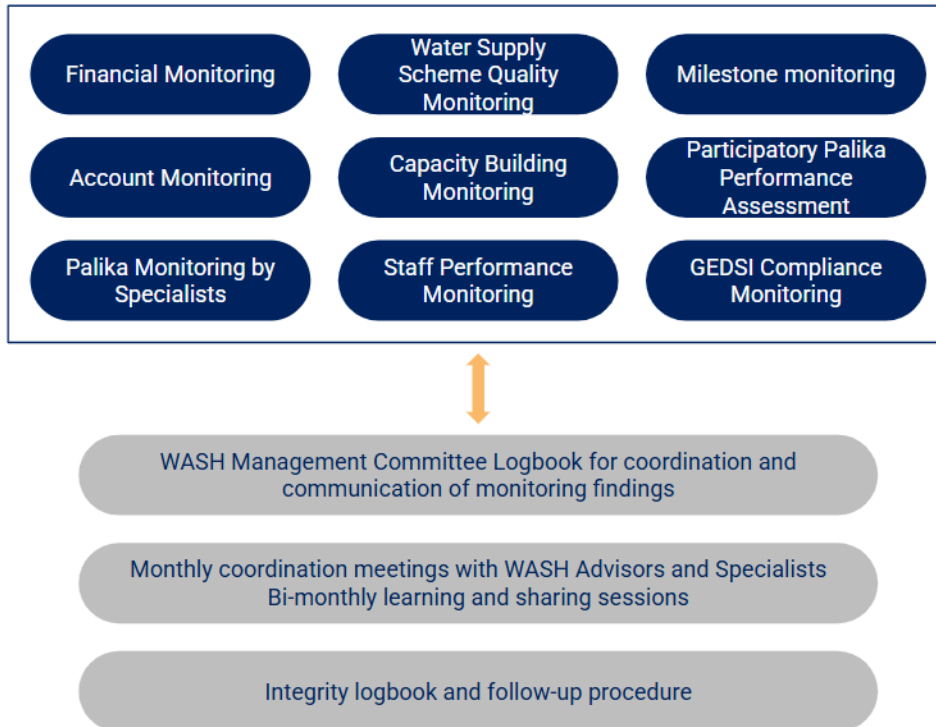 Financial Monitoring
Water Supply
Scheme Quality
Monitoring
Milestone monitoring
Account Monitoring
Capacity Building
Monitoring
Participatory Palika
Performance
Assessment
Palika Monitoring by
Specialists
Staff Performance
Monitoring
GEDSI Compliance
Monitoring
WASH Management Committee Logbook for coordination and
communication of monitoring findings
Monthly coordination meetings with WASH Advisors and Specialists
Bi-monthly learning and sharing sessions
Integrity logbook and follow-up procedure